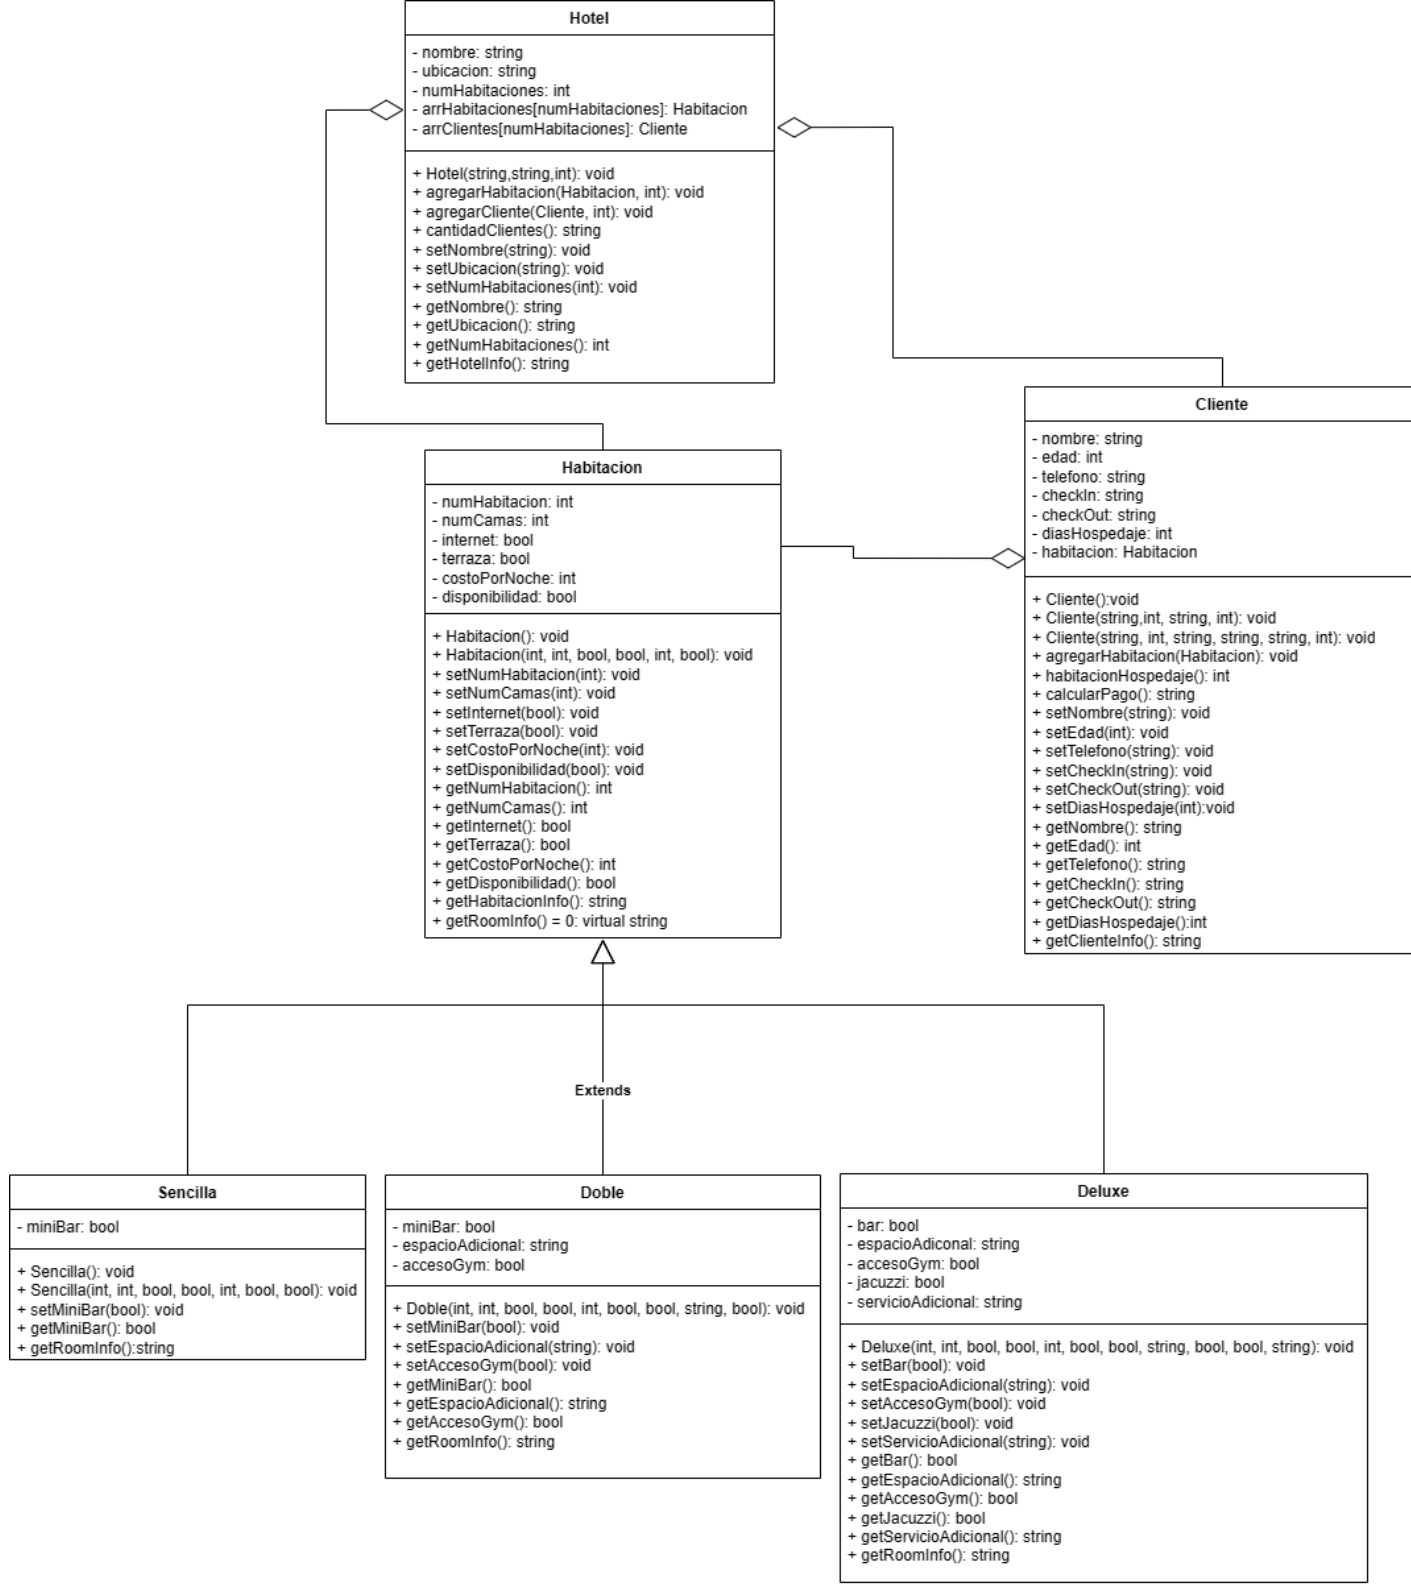 Hotel
- nombre: string
- ubicacion: string
- numHabitaciones: int
- arrHabitaciones[numHabitaciones]: Habitacion
- arrClientes[numHabitaciones]: Cliente
+ Hotel(string,string,int): void
+ agregarHabitacion(Habitacion, int): void
+ agregarCliente(Cliente, int): void
+ cantidadClientes(): string
+ setNombre(string): void
+ setUbicacion(string): void
+ setNumHabitaciones(int): void
+ getNombre(): string
+ getUbicacion(): string
+ getNumHabitaciones(): int
+ getHotelInfo(): string
Cliente
- nombre: string
- edad: int
- telefono: string
- checkIn: string
- checkOut: string
- diasHospedaje: int
- habitacion: Habitacion
+ Cliente():void
+ Cliente(string,int, string, int): void
+ Cliente(string, int, string, string, string, int): void
+ agregarHabitacion(Habitacion): void
+ habitacionHospedaje(): int
+ calcularPago(): string
+ setNombre(string): void
+ setEdad(int): void
+ setTelefono(string): void
+ setCheckIn(string): void
+ setCheckOut(string): void
+ setDiasHospedaje(int):void
+ getNombre(): string
+ getEdad(): int
+ getTelefono(): string
+ getCheckIn(): string
+ getCheckOut(): string
+ getDiasHospedaje():int
+ getClienteInfo(): string
Habitacion
- numHabitacion: int
- numCamas: int
- internet: bool
- terraza: bool
- costoPorNoche: int
- disponibilidad: bool
+ Habitacion(): void
+ Habitacion(int, int, bool, bool, int, bool): void
+ setNumHabitacion(int): void
+ setNumCamas(int): void
+ setInternet(bool): void
+ setTerraza(bool): void
+ setCostoPorNoche(int): void
+ setDisponibilidad(bool): void
+ getNumHabitacion(): int
+ getNumCamas(): int
+ getInternet(): bool
+ getTerraza(): bool
+ getCostoPorNoche(): int
+ getDisponibilidad(): bool
+ getHabitacionInfo(): string
+ getRoomInfo() = 0: virtual string
Extends
Sencilla
- miniBar: bool
+ Sencilla(): void
+ Sencilla(int, int, bool, bool, int, bool, bool): void
+ setMiniBar(bool): void
+ getMiniBar(): bool
+ getRoomInfo():string
Doble
- miniBar: bool
- espacioAdicional: string
- accesoGym: bool
+ Doble(int, int, bool, bool, int, bool, bool, string, bool): void
+ setMiniBar(bool): void
+ setEspacioAdicional(string): void
+ setAccesoGym(bool): void
+ getMiniBar(): bool
+ getEspacioAdicional(): string
+ getAccesoGym(): bool
+ getRoomInfo(): string
Deluxe
- bar: bool
- espacioAdiconal: string
- accesoGym: bool
- jacuzzi: bool
- servicioAdicional: string
+ Deluxe(int, int, bool, bool, int, bool, bool, string, bool, bool, string): void
+ setBar(bool): void
+ setEspacioAdicional(string): void
+ setAccesoGym(bool): void
+ setJacuzzi(bool): void
+ setServicioAdicional(string): void
+ getBar(): bool
+ getEspacioAdicional(): string
+ getAccesoGym(): bool
+ getJacuzzi(): bool
+ getServicioAdicional(): string
+ getRoomInfo(): string